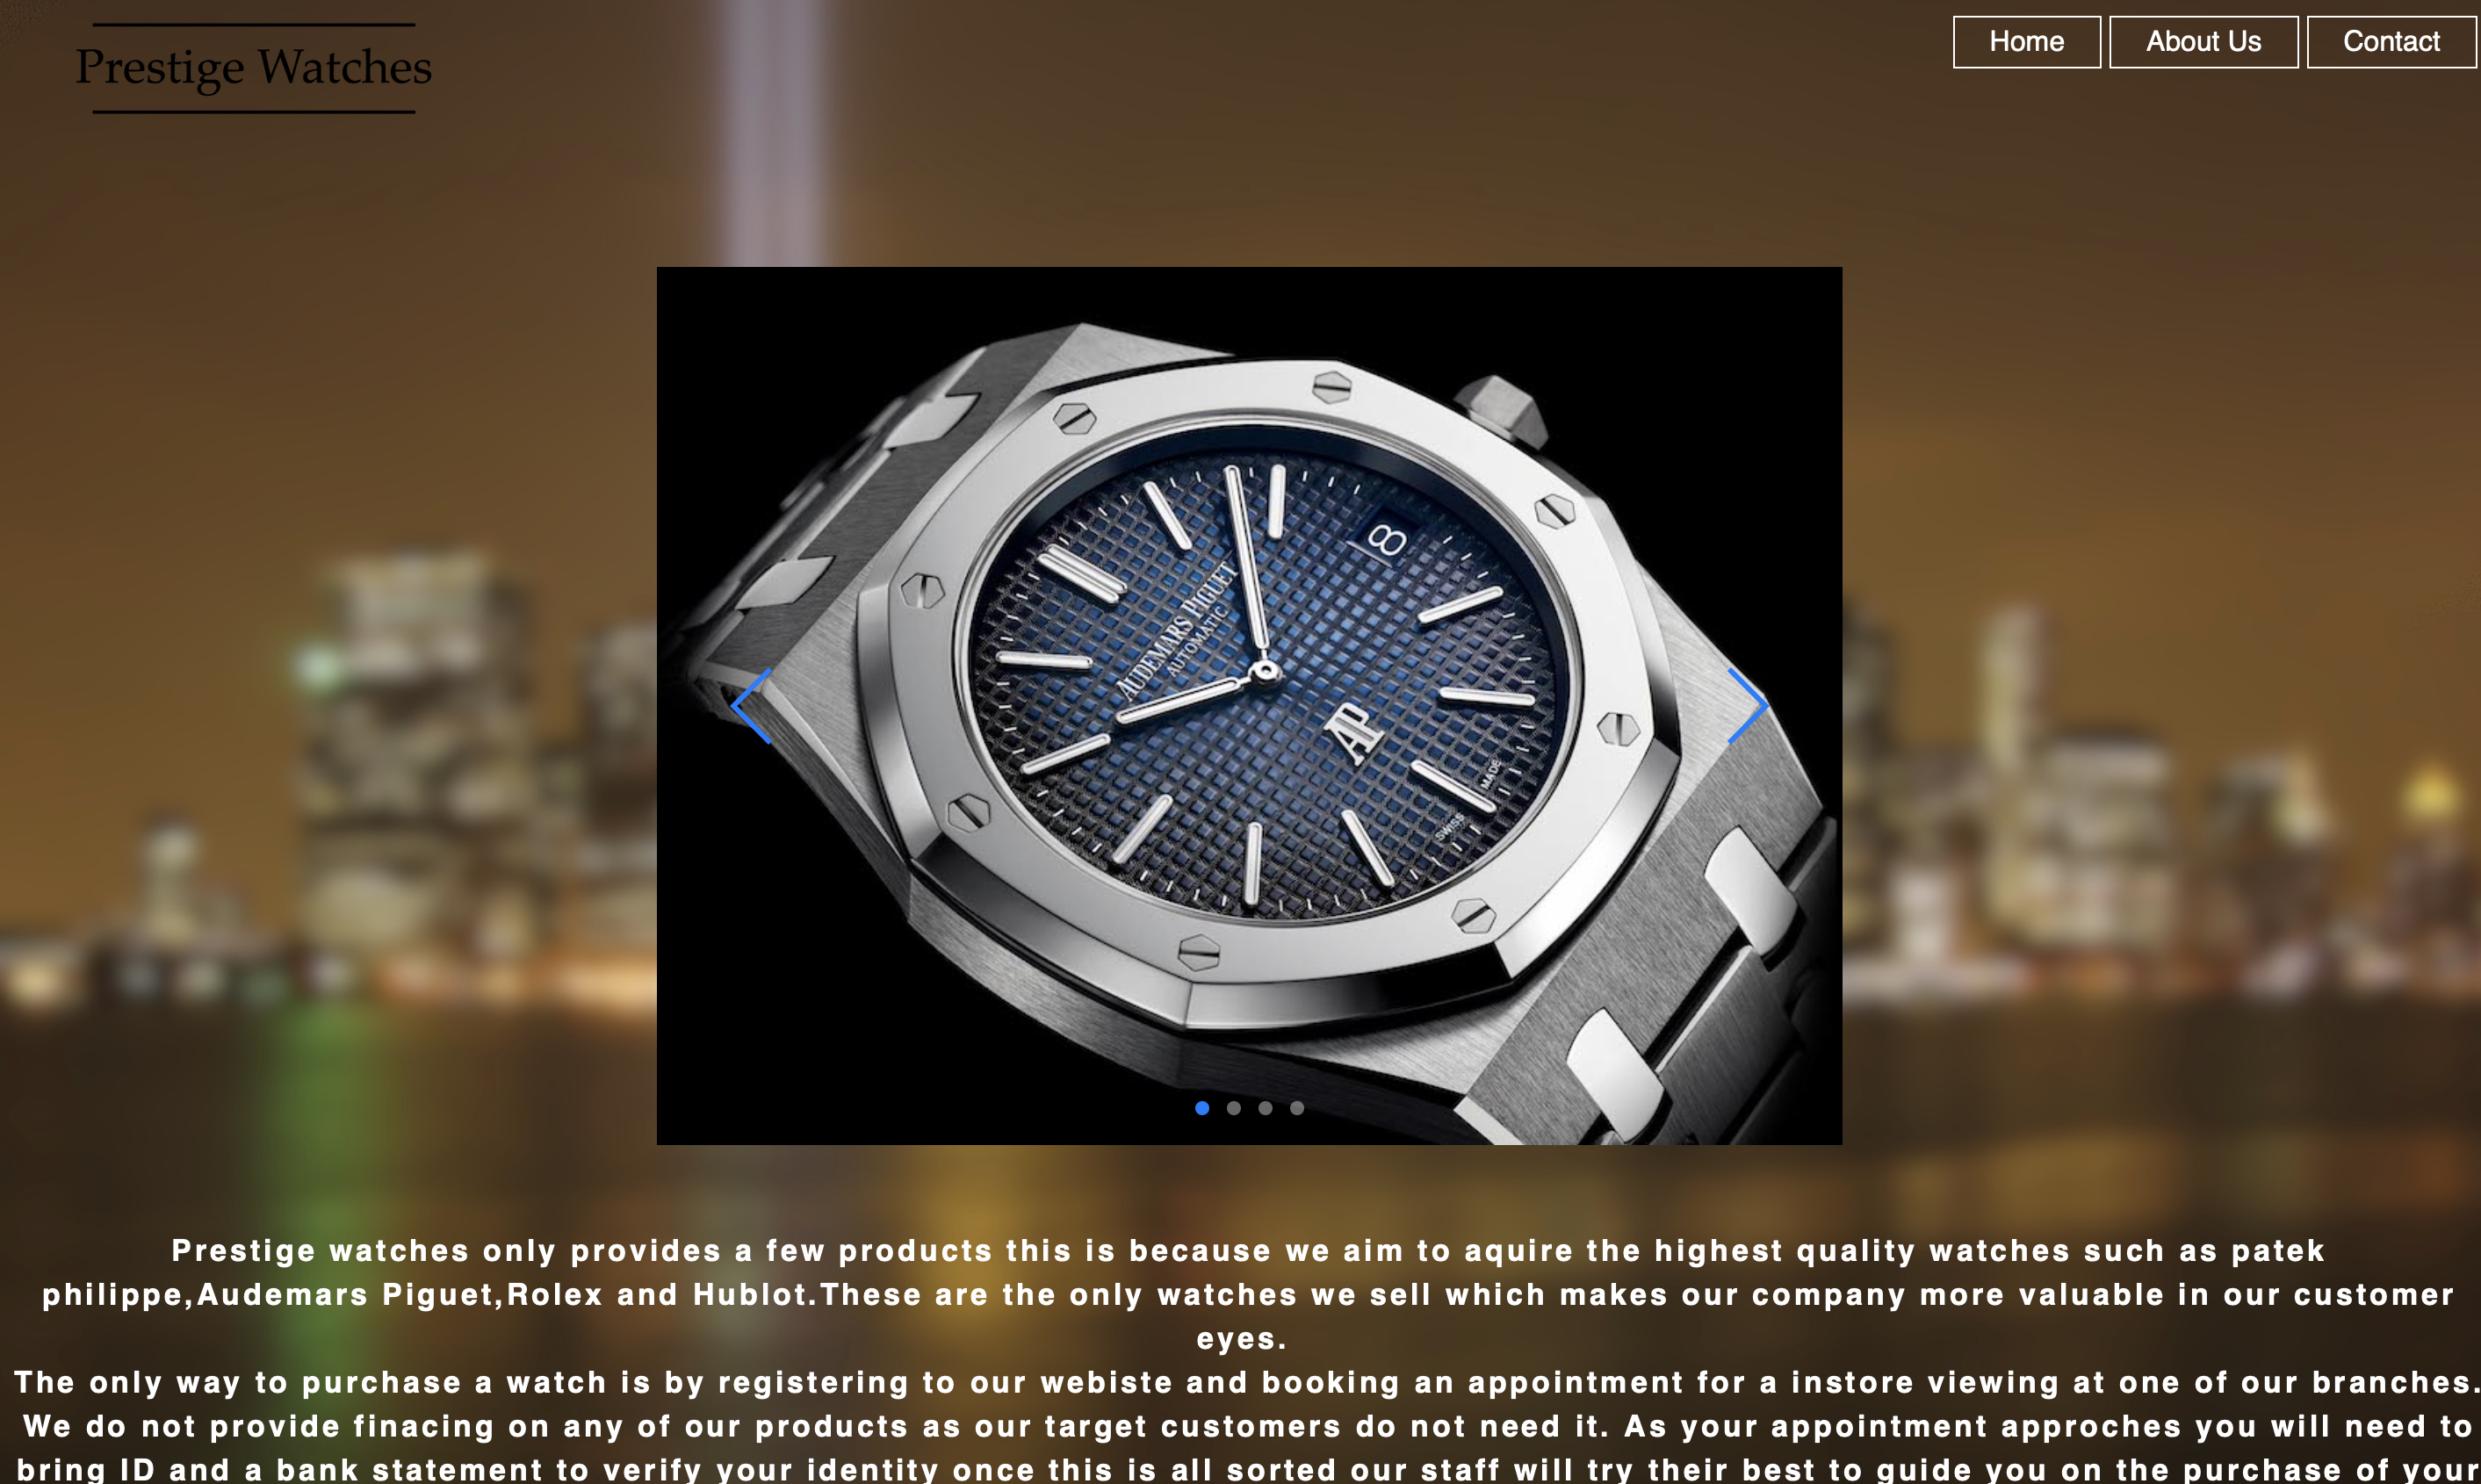 Prestige Watches
Home
About Us
Contact
8
AUDEMARS PIGUET
AUTOMATIC
AP
SWISS MADE
Prestige watches only provides a few products this is because we aim to aquire the highest quality watches such as patek
philippe,Audemars Piguet,Rolex and Hublot.These are the only watches we sell which makes our company more valuable in our customer
eyes.
The only way to purchase a watch is by registering to our webiste and booking an appointment for a instore viewing at one of our branches.
We do not provide finacing on any of our products as our target customers do not need it. As your appointment approches you will need to
bring ID and a bank statement to verify your identity once this is all sorted our staff will try their best to guide you on the purchase of your